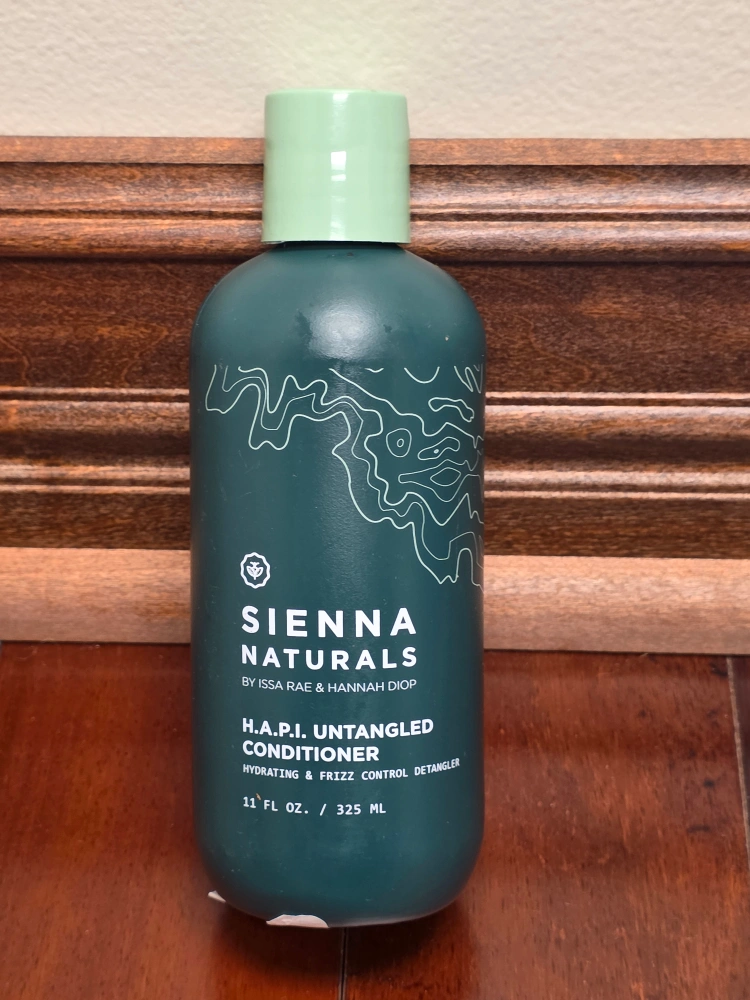 SIENNA
NATURALS
BY ISSA RAE & HANNAH DIOP
H.A.P.I. UNTANGLED
CONDITIONER
HYDRATING & FRIZZ CONTROL DETANGLER
11 FL OZ. / 325 ML